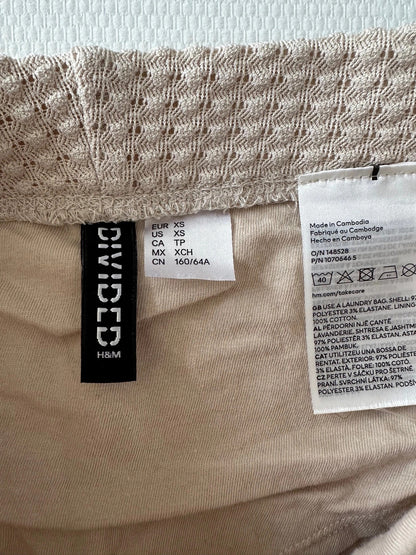 DIVIDED
H&M
EUR XS
US XS
CA TP
MX XCH
CN 160/64A
Made in Cambodia
Fabriqué au Cambodge
Hecho en Camboya
O/N 148528
P/N 1070646 5
40
hm.com/takecare
GB USE A LAUNDRY BAG. SHELL: 97%
POLYESTER 3% ELASTANE. LINING:
100% COTTON.
AL PËRDORNI NJË ÇANTË
LAVANDERIE. SHTRESA E JASHTME:
97% POLIESTER 3% ELASTAN. ASTAR:
100% PAMBUK.
CAT UTILITZEU UNA BOSSA DE
RENTAT. EXTERIOR: 97% POLIÈSTER
3% ELASTÀ. FOLRE: 100% COTÓ.
CZ PERTE V SÁČKU PRO ŠETRNÉ
PRANÍ. SVRCHNÍ LÁTKA: 97%
POLYESTER 3% ELASTAN.